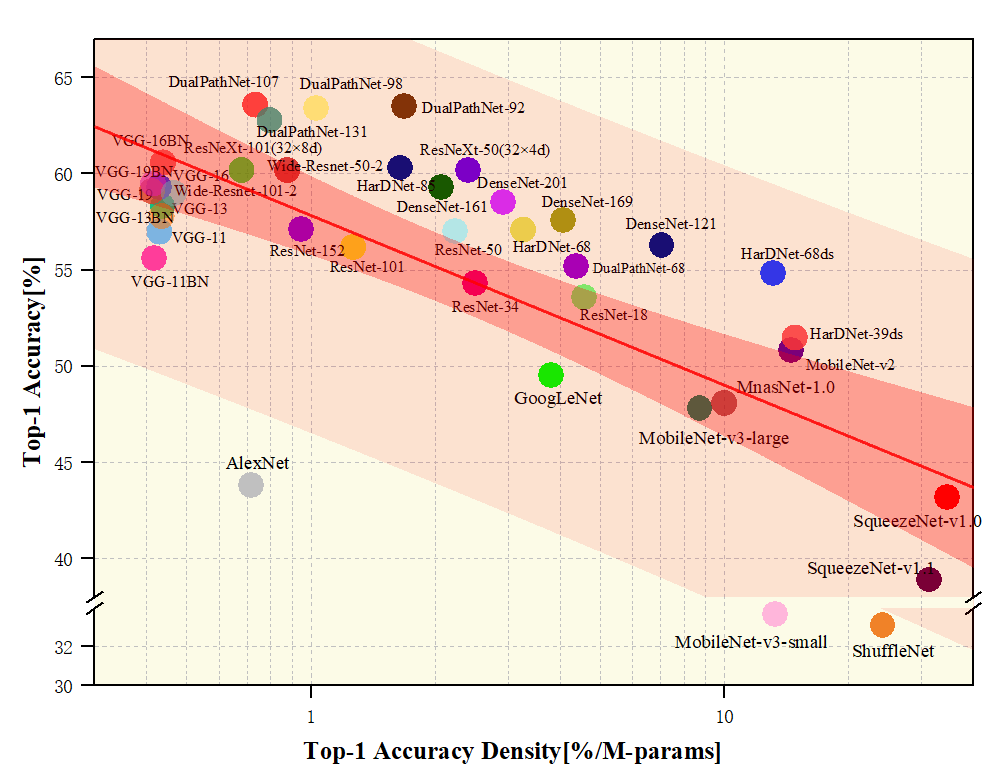 65
60
55
50
45
40
32
30
Top-1 Accuracy[%]
DualPathNet-107
DualPathNet-98
DualPathNet-92
DualPathNet-131
VGG-16BN
ResNeXt-101(32×8d)
ResNeXt-50(32×4d)
Wide-Resnet-50-2
VGG-19BN
VGG-16
HarDNet-85
DenseNet-201
VGG-19
Wide-Resnet-101-2
DenseNet-161
DenseNet-169
VGG-13BN
VGG-13
DenseNet-121
VGG-11
ResNet-152
ResNet-50
HarDNet-68
HarDNet-68ds
ResNet-101
DualPathNet-68
VGG-11BN
ResNet-34
ResNet-18
HarDNet-39ds
MobileNet-v2
MnasNet-1.0
GoogLeNet
MobileNet-v3-large
AlexNet
SqueezeNet-v1.0
SqueezeNet-v1.1
MobileNet-v3-small
ShuffleNet
1
10
Top-1 Accuracy Density[%/M-params]